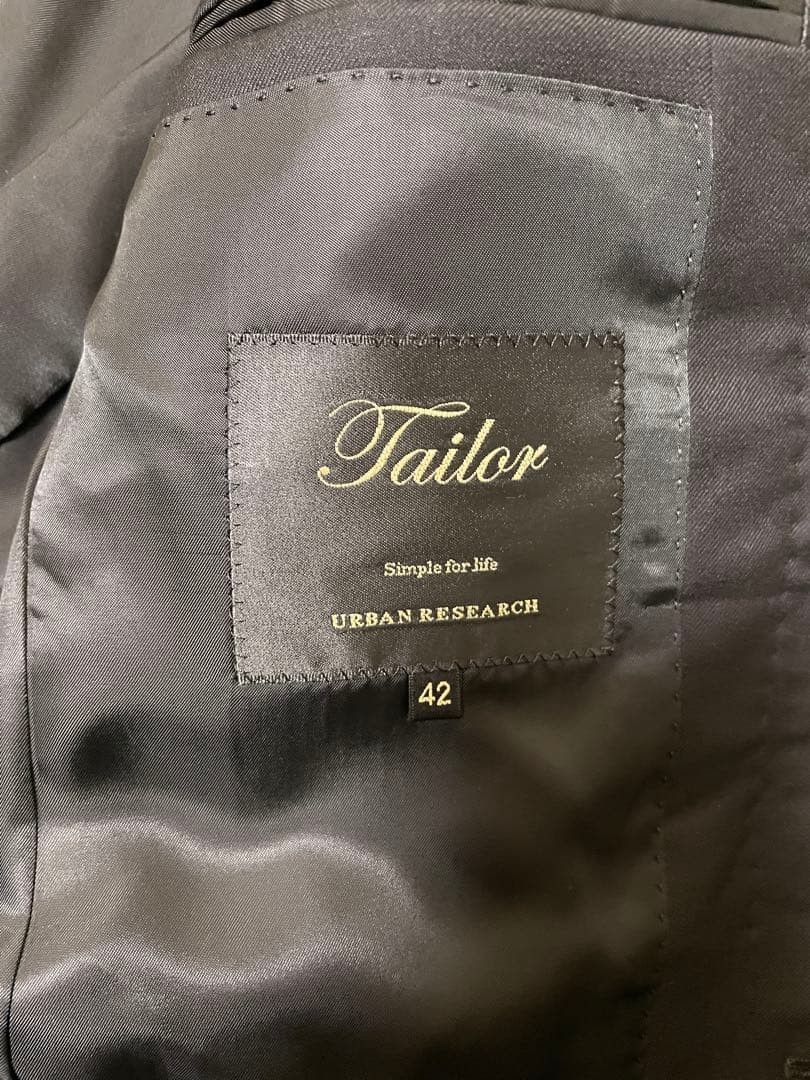 Tailor
Simple for life
URBAN RESEARCH
42